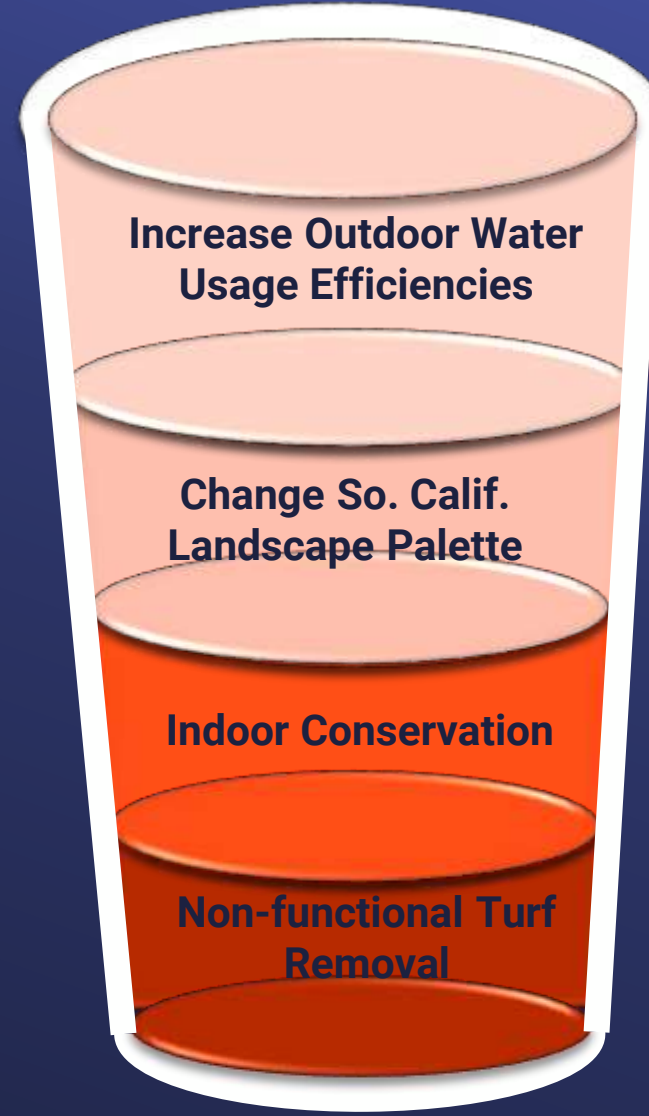 Increase Outdoor Water
Usage Efficiencies
Change So. Calif.
Landscape Palette
Indoor Conservation
Non-functional Turf
Removal